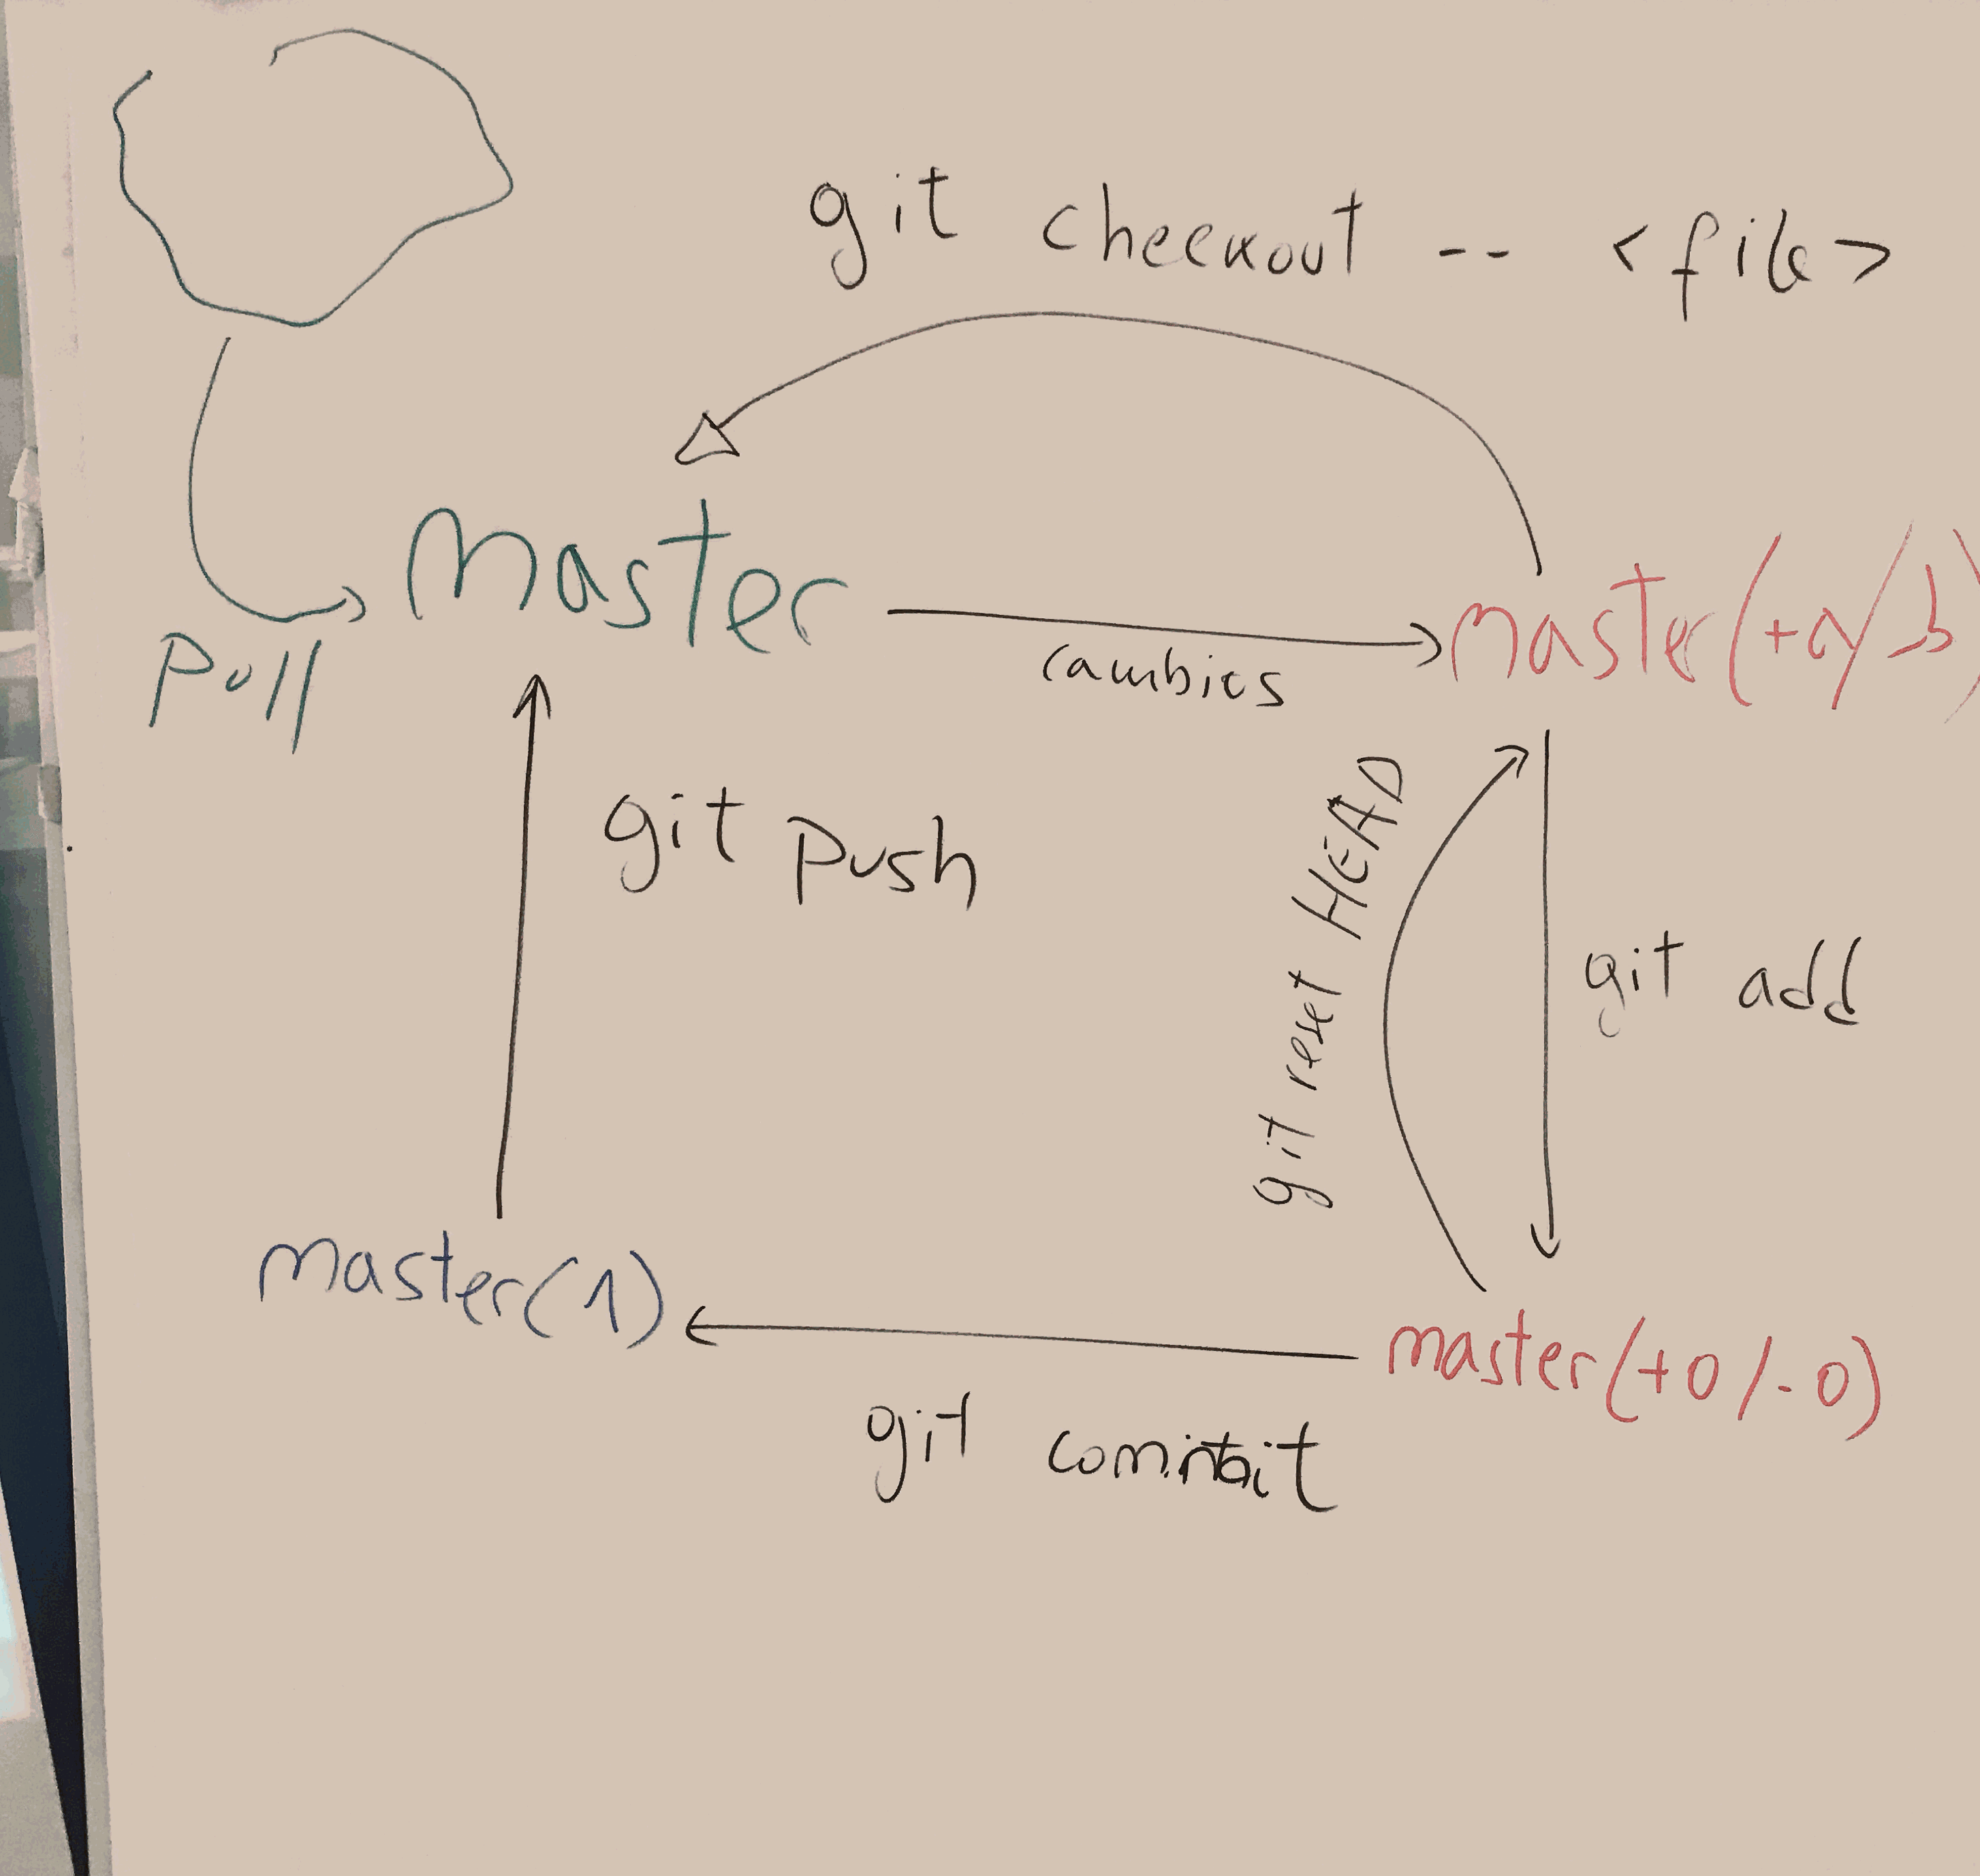 git checkout -- <file>
master
master(+a/-b)
cambios
pull
git push
git reset HEAD
git add
master(1)
master(+0/-0)
git commit